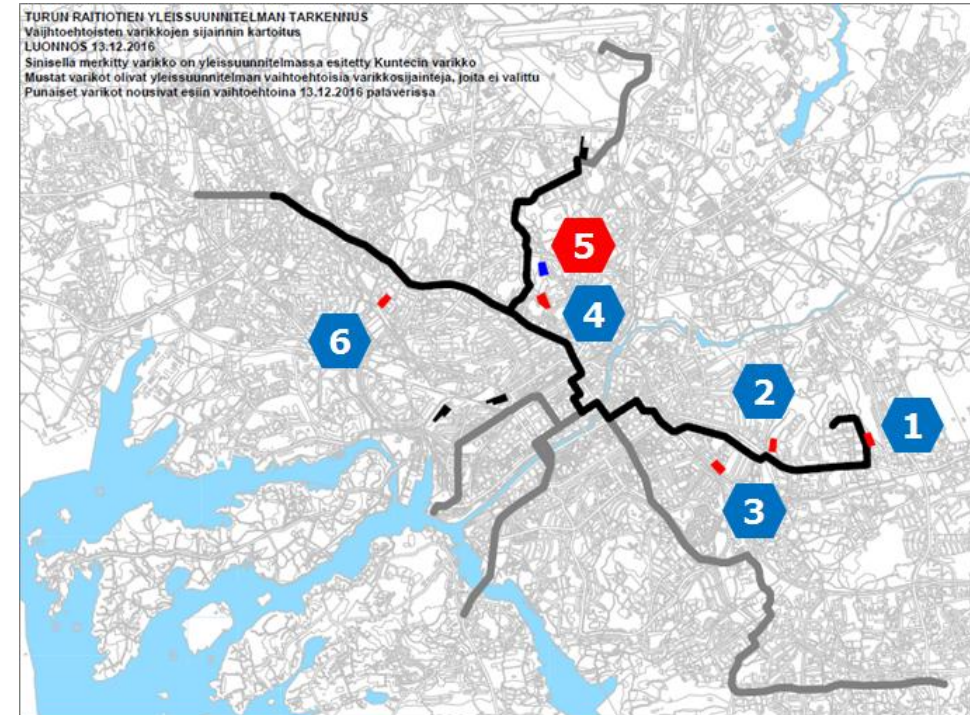 TURUN RAITIOTIEN YLEISSUUNNITELMAN TARKENNUS
Vaihtoehtoisten varikkojen sijainnin kartoitus
LUONNOS 13.12.2016
Sinisellä merkitty varikko on yleissuunnitelmassa esitetty Kuntecin varikko
Mustat varikot olivat yleissuunnitelman vaihtoehtoisia varikkosijainteja, joita ei valittu
Punaiset varikot nousivat esiin vaihtoehtoina 13.12.2016 palaverissa
5
4
6
2
1
3